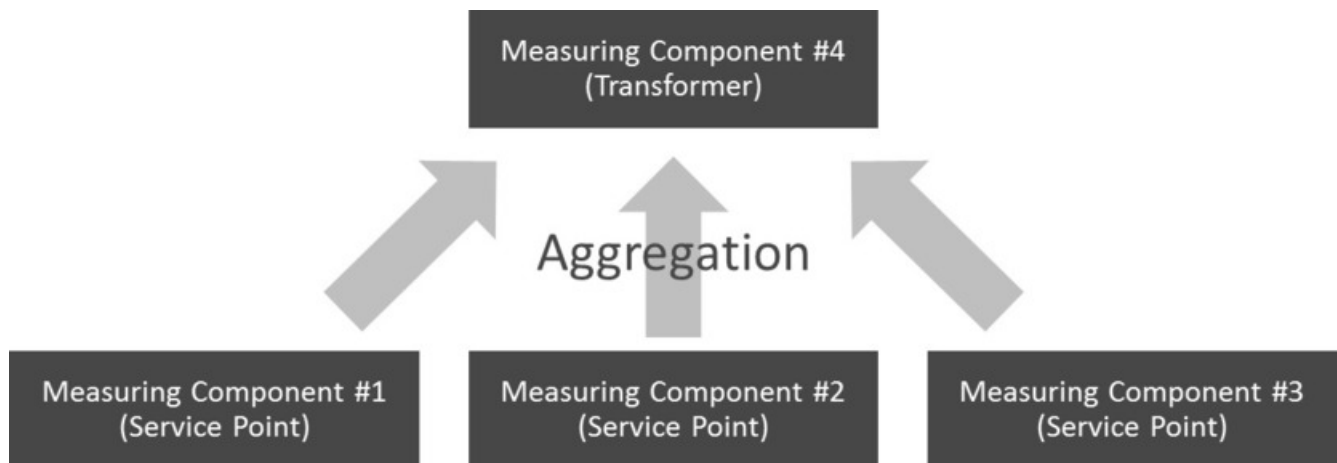 Measuring Component #4
(Transformer)
Aggregation
Measuring Component #1
(Service Point)
Measuring Component #2
(Service Point)
Measuring Component #3
(Service Point)